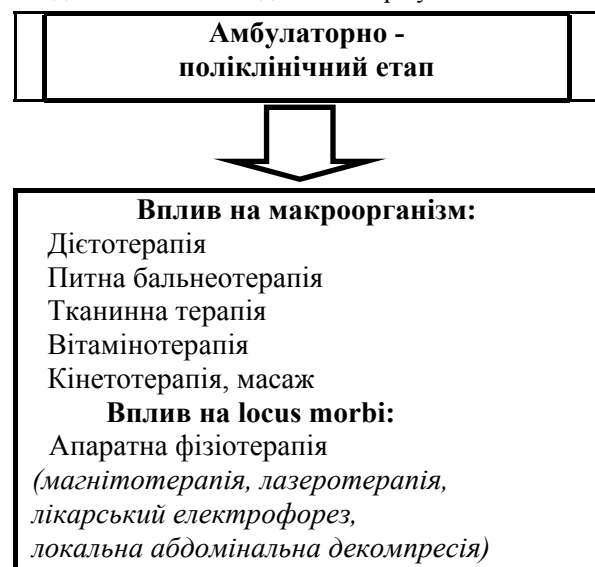 Амбулаторно -
поліклінічний етап
Вплив на макроорганізм:
Дієтотерапія
Питна бальнеотерапія
Тканинна терапія
Вітамінотерапія
Кінетотерапія, масаж
Вплив на locus morbi:
Апаратна фізіотерапія
(магнітотерапія, лазеротерапія,
лікарський електрофорез,
локальна абдомінальна декомпресія)